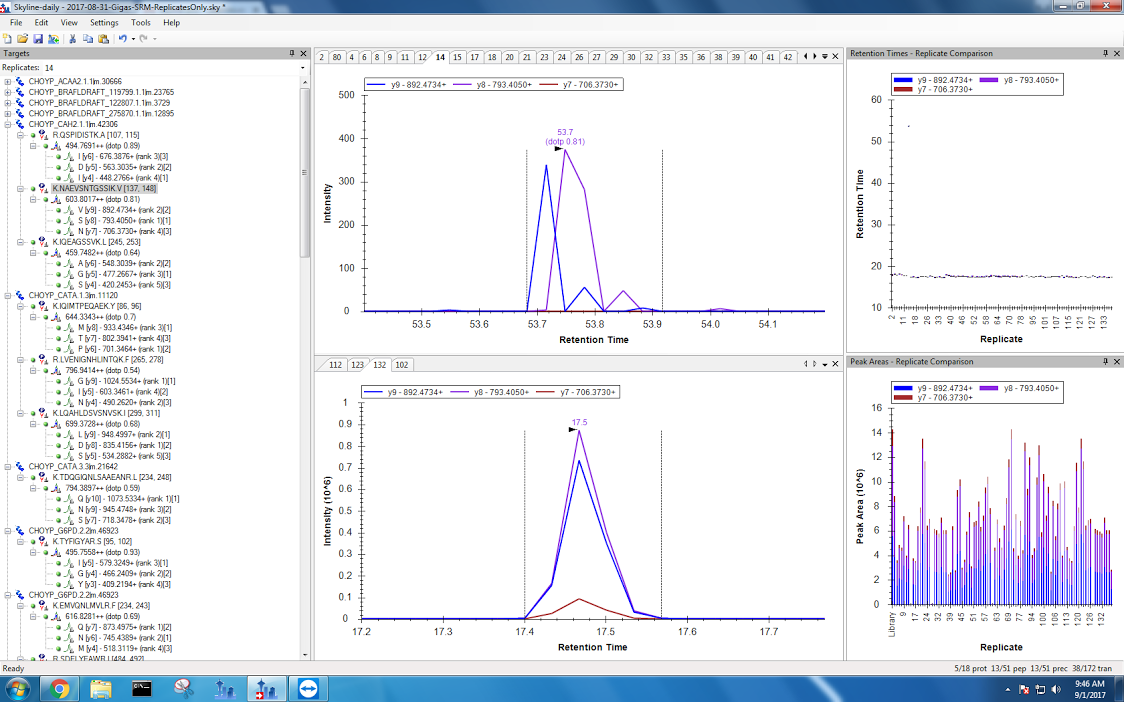 Skyline-daily - 2017-08-31-Gigas-SRM-ReplicatesOnly.sky *
File Edit View Settings Tools Help
Targets
Replicates: 14
CHOYP_ACAA2.1.1|m.30666
CHOYP_BRAFLDRAFT_119799.1.1|m.23765
CHOYP_BRAFLDRAFT_122807.1.1|m.3729
CHOYP_BRAFLDRAFT_275870.1.1|m.12895
CHOYP_CAH2.1.1|m.42306
R.QSPIDISTK.A [107, 115]
494.7691++ (dotp 0.89)
I [y6] - 676.3876+ (rank 3)[3]
D [y5] - 563.3035+ (rank 2)[2]
I [y4] - 448.2766+ (rank 4)[1]
K.NAEVSNTGSSIK.V [137, 148]
603.8017++ (dotp 0.81)
V [y9] - 892.4734+ (rank 2)[2]
S [y8] - 793.4050+ (rank 1)[1]
N [y7] - 706.3730+ (rank 4)[3]
K.IQEAGSSVK.L [245, 253]
459.7482++ (dotp 0.64)
A [y6] - 548.3039+ (rank 2)[2]
G [y5] - 477.2667+ (rank 3)[1]
S [y4] - 420.2453+ (rank 5)[3]
CHOYP_CATA.1.3|m.11120
K.IQIMTPEQAEK.Y [86, 96]
644.3343++ (dotp 0.7)
M [y8] - 933.4346+ (rank 3)[1]
T [y7] - 802.3941+ (rank 4)[3]
P [y6] - 701.3464+ (rank 1)[2]
R.LVENIGNHLINTQK.F [265, 278]
796.9414++ (dotp 0.54)
G [y9] - 1024.5534+ (rank 1)[1]
I [y5] - 603.3461+ (rank 4)[2]
N [y4] - 490.2620+ (rank 2)[3]
K.LQAHLDSVSNVSK.I [299, 311]
699.3728++ (dotp 0.68)
L [y9] - 948.4997+ (rank 2)[1]
D [y8] - 835.4156+ (rank 1)[2]
S [y5] - 534.2882+ (rank 5)[3]
CHOYP_CATA.3.3|m.21642
K.TDQGIQNLSAAEANR.L [234, 248]
794.3897++ (dotp 0.59)
Q [y10] - 1073.5334+ (rank 1)[1]
N [y9] - 945.4748+ (rank 3)[2]
S [y7] - 718.3478+ (rank 2)[3]
CHOYP_G6PD.2.2|m.46923
K.TYFIGYAR.S [95, 102]
495.7558++ (dotp 0.93)
I [y5] - 579.3249+ (rank 3)[1]
G [y4] - 466.2409+ (rank 2)[2]
Y [y3] - 409.2194+ (rank 4)[3]
CHOYP_G6PD.2.2|m.46923
K.EMVQNLMVLR.F [234, 243]
616.8281++ (dotp 0.69)
Q [y7] - 873.4975+ (rank 1)[2]
N [y6] - 745.4389+ (rank 2)[1]
M [y4] - 518.3119+ (rank 4)[3]
R.SDELYEAWR.I [484, 492]
2 80 4 6 8 9 11 12 14 15 17 18 20 21 23 24 26 29 30 32 33 35 36 38 39 40 41 42
y9 - 892.4734+ y8 - 793.4050+ y7 - 706.3730+
53.7
(dotp 0.81)
500
400
300
200
100
0
Intensity
53.5 53.6 53.7 53.8 53.9 54.0 54.1
Retention Time
112 123 132 102
y9 - 892.4734+ y8 - 793.4050+ y7 - 706.3730+
17.5
1
0.9
0.8
0.7
0.6
0.5
0.4
0.3
0.2
0.1
0
Intensity (10^6)
17.2 17.3 17.4 17.5 17.6 17.7
Retention Time
Retention Times - Replicate Comparison
y9 - 892.4734+ y8 - 793.4050+
y7 - 706.3730+
60
50
40
30
20
10
Retention Time
2 11 18 26 33 40 46 52 58 64 70 78 89 95 101 107 115 121 127 133
Replicate
Peak Areas - Replicate Comparison
y9 - 892.4734+ y8 - 793.4050+
y7 - 706.3730+
16
14
12
10
8
6
4
2
0
Peak Area (10^6)
Library 9 17 24 32 39 45 51 57 63 69 77 94 100 106 113 120 126 132
Replicate
Ready
5/18 prot 13/51 pep 13/51 prec 38/172 tran
9:46 AM
9/1/2017